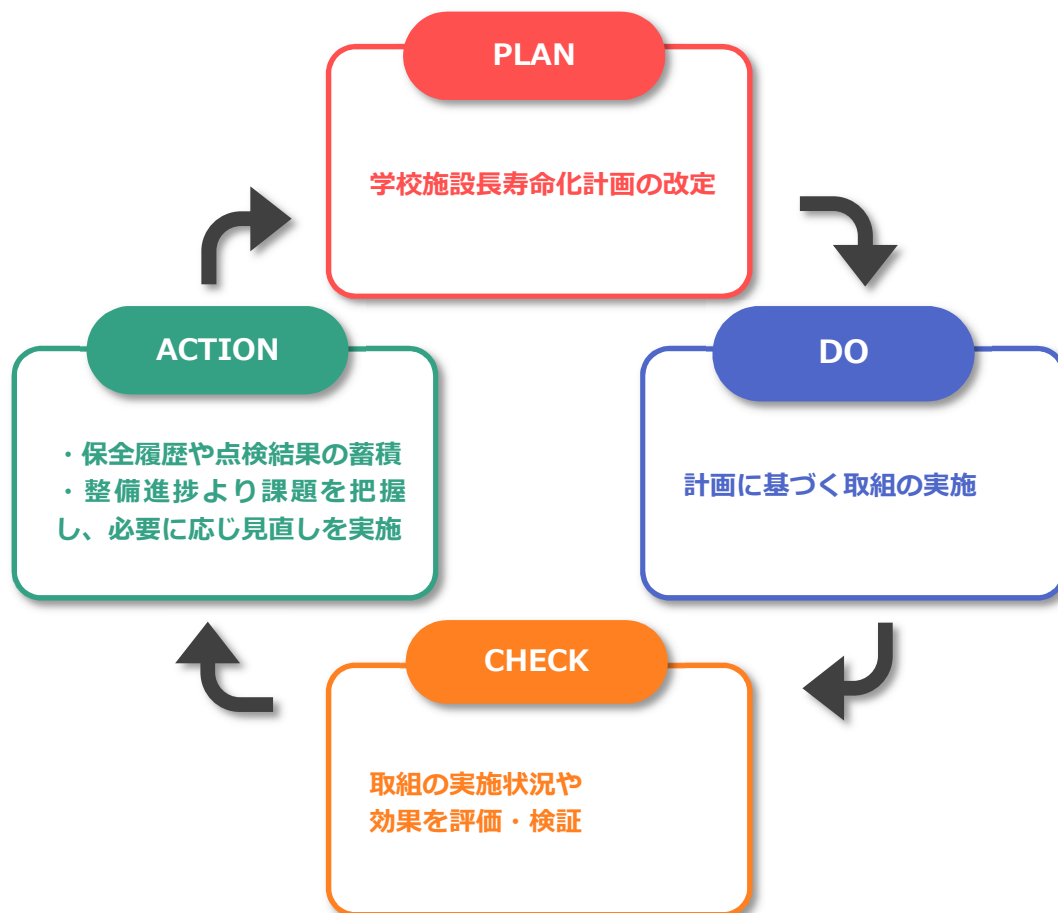 PLAN
学校施設長寿命化計画の改定
ACTION
・保全履歴や点検結果の蓄積
・整備進捗より課題を把握
し、必要に応じ見直しを実施
DO
計画に基づく取組の実施
CHECK
取組の実施状況や
効果を評価・検証